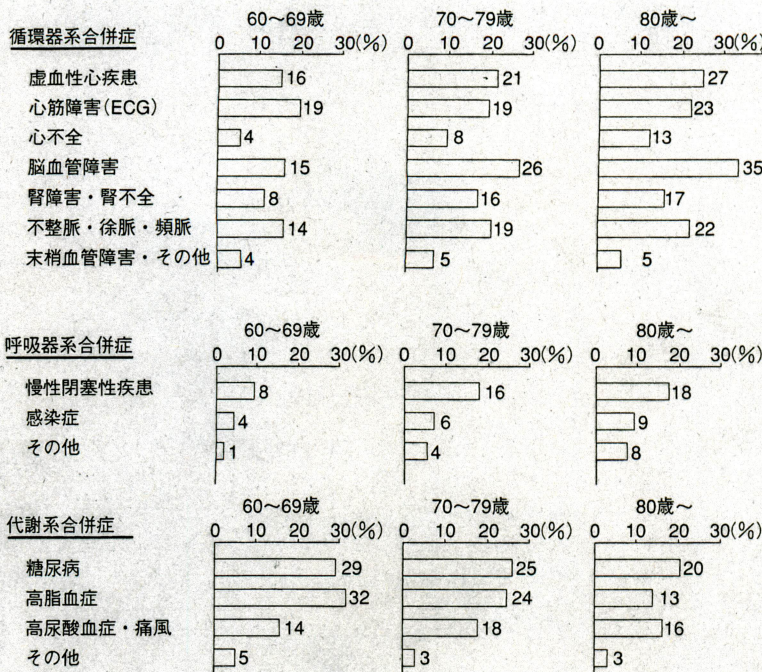 循環器系合併症
60〜69歳 70〜79歳 80歳〜
0 10 20 30(%) 0 10 20 30(%) 0 10 20 30(%)
虚血性心疾患 16 21 27
心筋障害(ECG) 19 19 23
心不全 4 8 13
脳血管障害 15 26 35
腎障害・腎不全 8 16 17
不整脈・徐脈・頻脈 14 19 22
末梢血管障害・その他 4 5 5
呼吸器系合併症
60〜69歳 70〜79歳 80歳〜
0 10 20 30(%) 0 10 20 30(%) 0 10 20 30(%)
慢性閉塞性疾患 8 16 18
感染症 4 6 9
その他 1 4 8
代謝系合併症
60〜69歳 70〜79歳 80歳〜
0 10 20 30(%) 0 10 20 30(%) 0 10 20 30(%)
糖尿病 29 25 20
高脂血症 32 24 13
高尿酸血症・痛風 14 18 16
その他 5 3 3